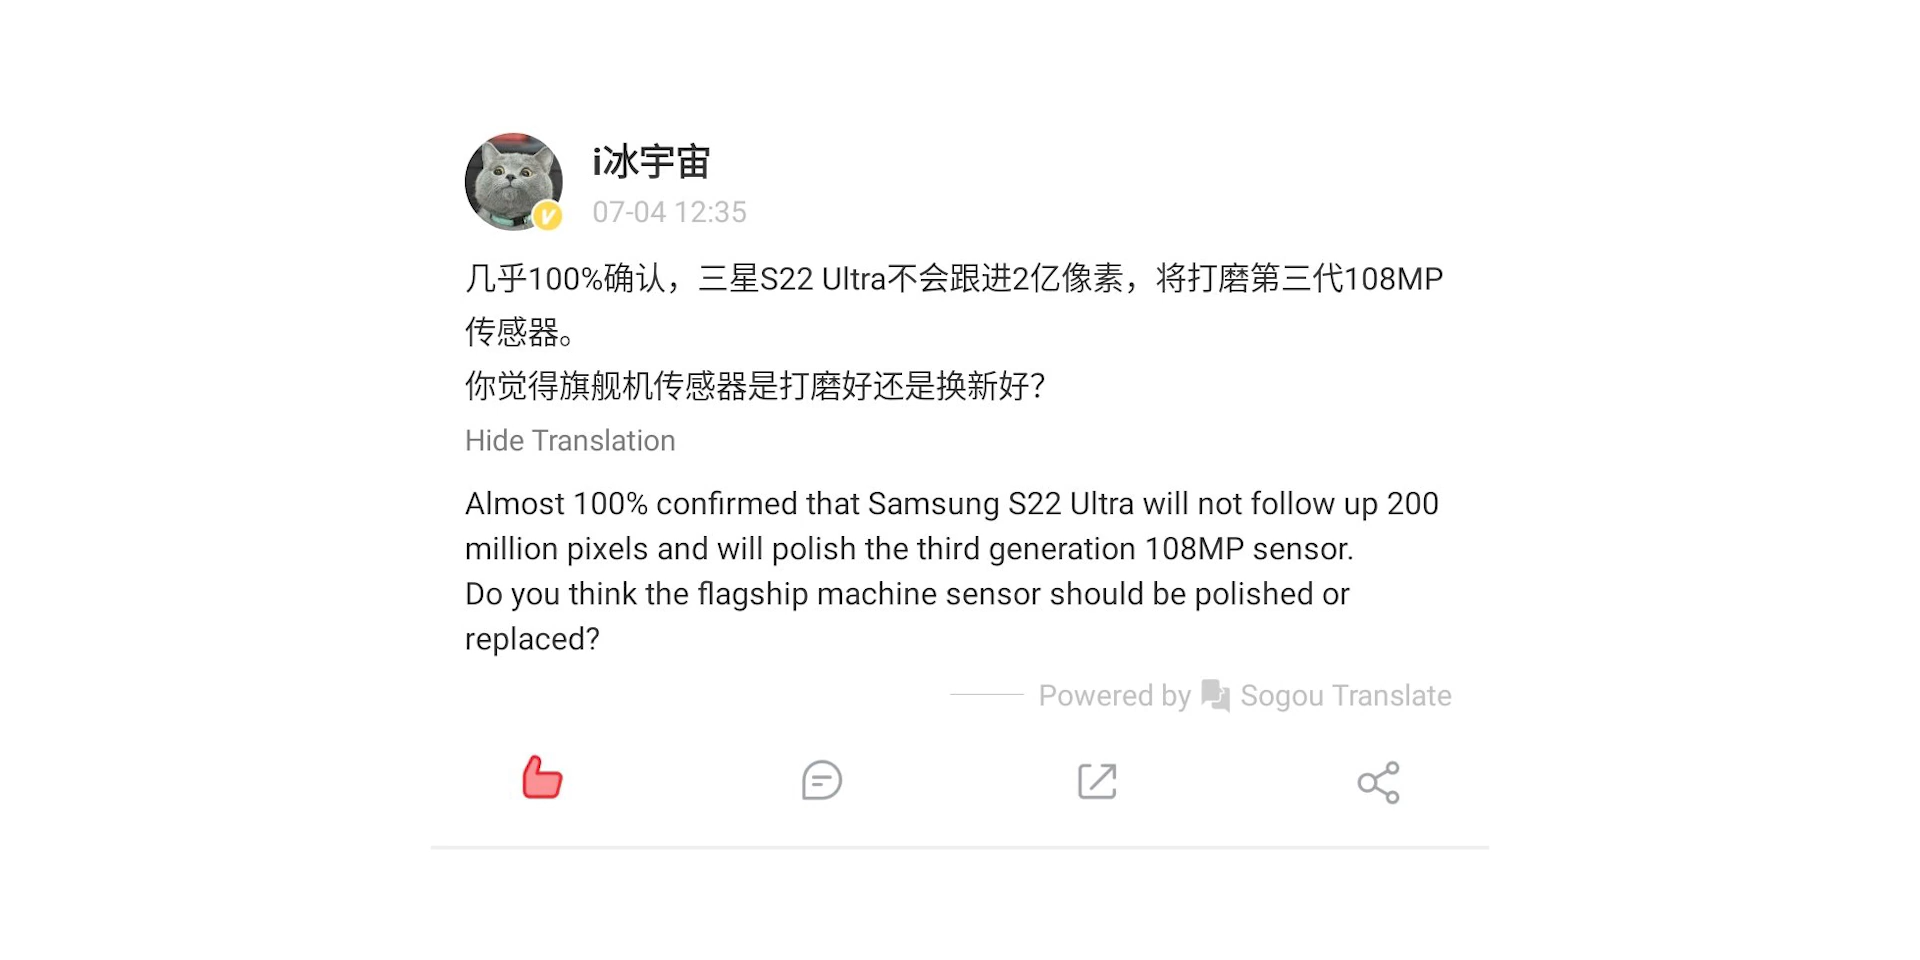 i冰宇宙
07-04 12:35
几乎100%确认，三星S22 Ultra不会跟进2亿像素，将打磨第三代108MP
传感器。
你觉得旗舰机传感器是打磨好还是换新好？
Hide Translation
Almost 100% confirmed that Samsung S22 Ultra will not follow up 200
million pixels and will polish the third generation 108MP sensor.
Do you think the flagship machine sensor should be polished or
replaced?
Powered by Sogou Translate